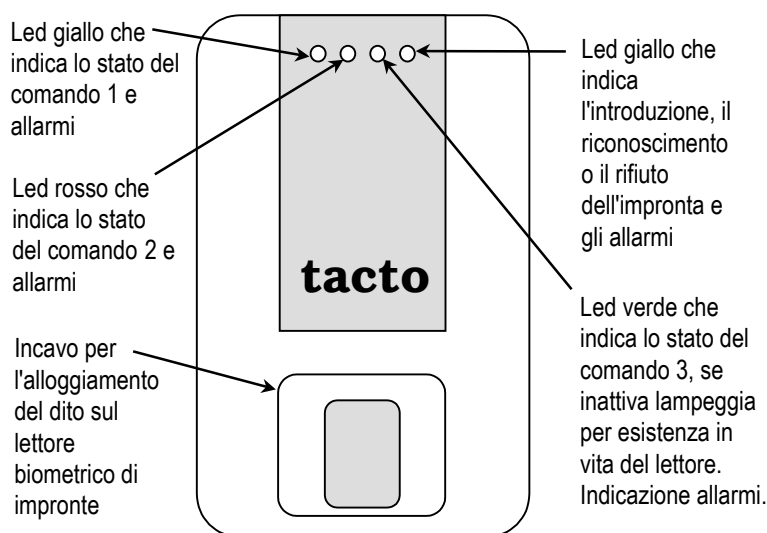 Led giallo che
indica lo stato del
comando 1 e
allarmi
Led rosso che
indica lo stato
del comando 2 e
allarmi
Incavo per
l'alloggiamento
del dito sul
lettore
biometrico di
impronte
tacto
Led giallo che
indica
l'introduzione, il
riconoscimento
o il rifiuto
dell'impronta e
gli allarmi
Led verde che
indica lo stato del
comando 3, se
inattiva lampeggia
per esistenza in
vita del lettore.
Indicazione allarmi.